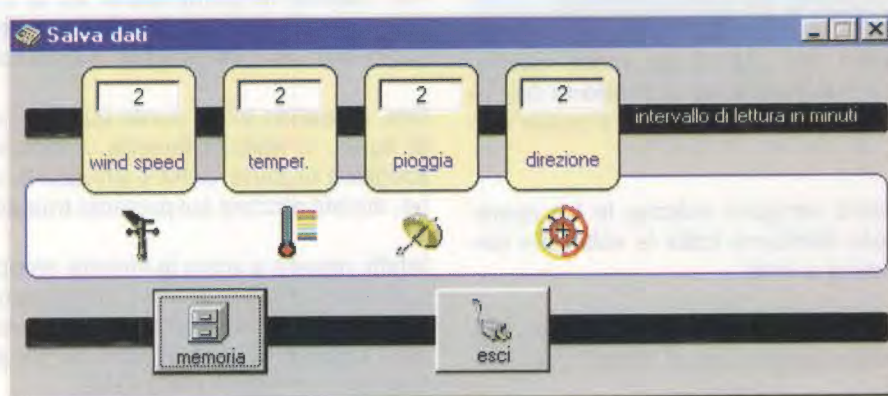 Salva dati
2 2 2 2
intervallo di lettura in minuti
wind speed temper. pioggia direzione
memoria esci